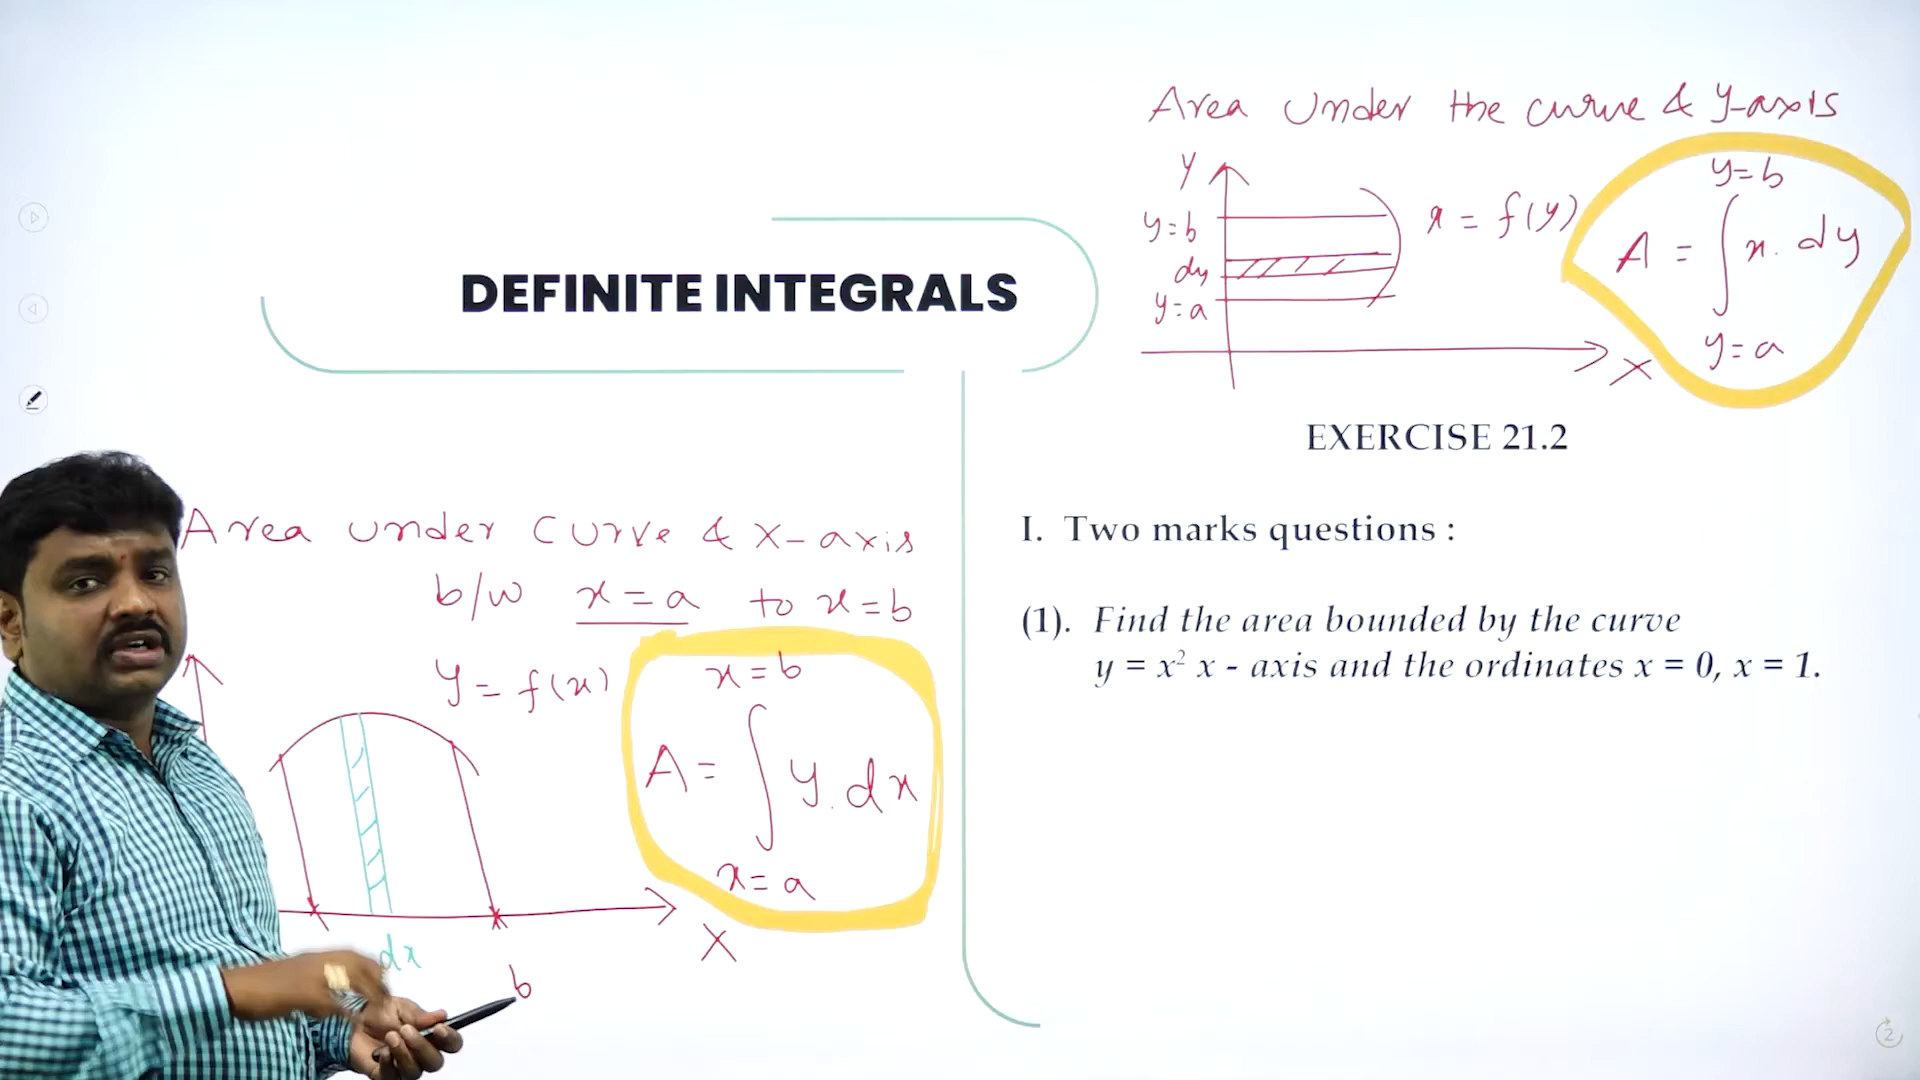 DEFINITE INTEGRALS
Area under curve & X-axis
b/w x=a to x=b
y = f(x)
x=b
A = ∫ y.dx
x=a
dx
b
X
Area under the curve & y-axis
Y
y=b
dy
y=a
x = f(y)
X
y=b
A = ∫ x. dy
y=a
EXERCISE 21.2
I. Two marks questions :
(1). Find the area bounded by the curve
y = x² x - axis and the ordinates x = 0, x = 1.
2